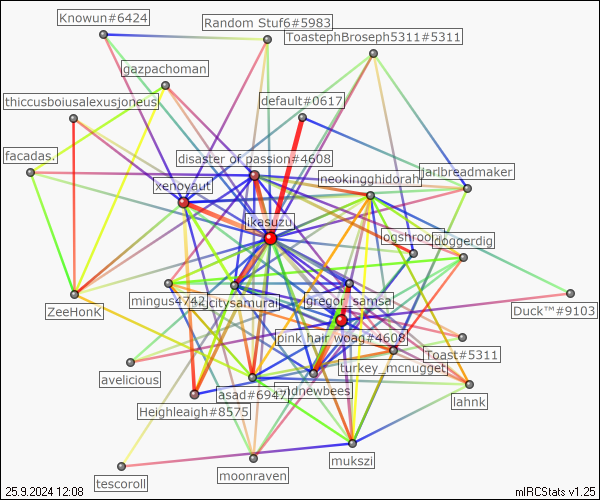 Knowun#6424
Random Stuf6#5983
ToastephBroseph5311#5311
gazpachoman
thiccusboiusalexusjoneus
default#0617
facadas.
disaster of passion#4608
xenoyaut
neokingghidorah
jarlbreadmaker
ikasuzu
ogshroo
doggerdig
mingus4742
citysamurai
gregor_samsa
ZeeHonK
Duck™#9103
pink hair woag#4608
Toast#5311
turkey_mcnugget
avelicious
asad#6947
ndnewbees
lahnk
Heighleaigh#8575
mukszi
tescoroll
moonraven
25.9.2024 12:08
mIRCStats v1.25